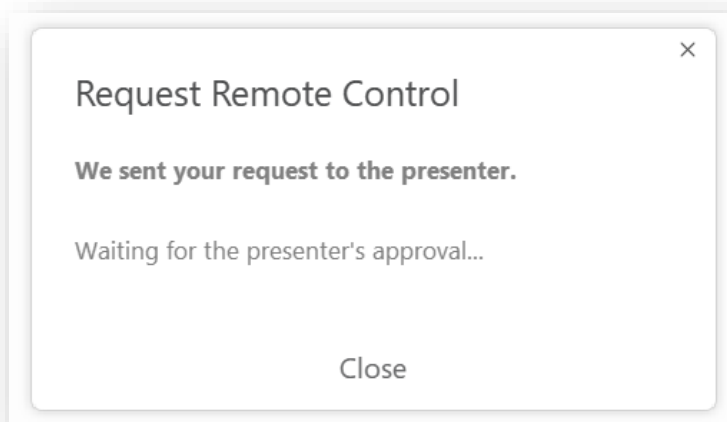 Request Remote Control
We sent your request to the presenter.
Waiting for the presenter's approval...
Close